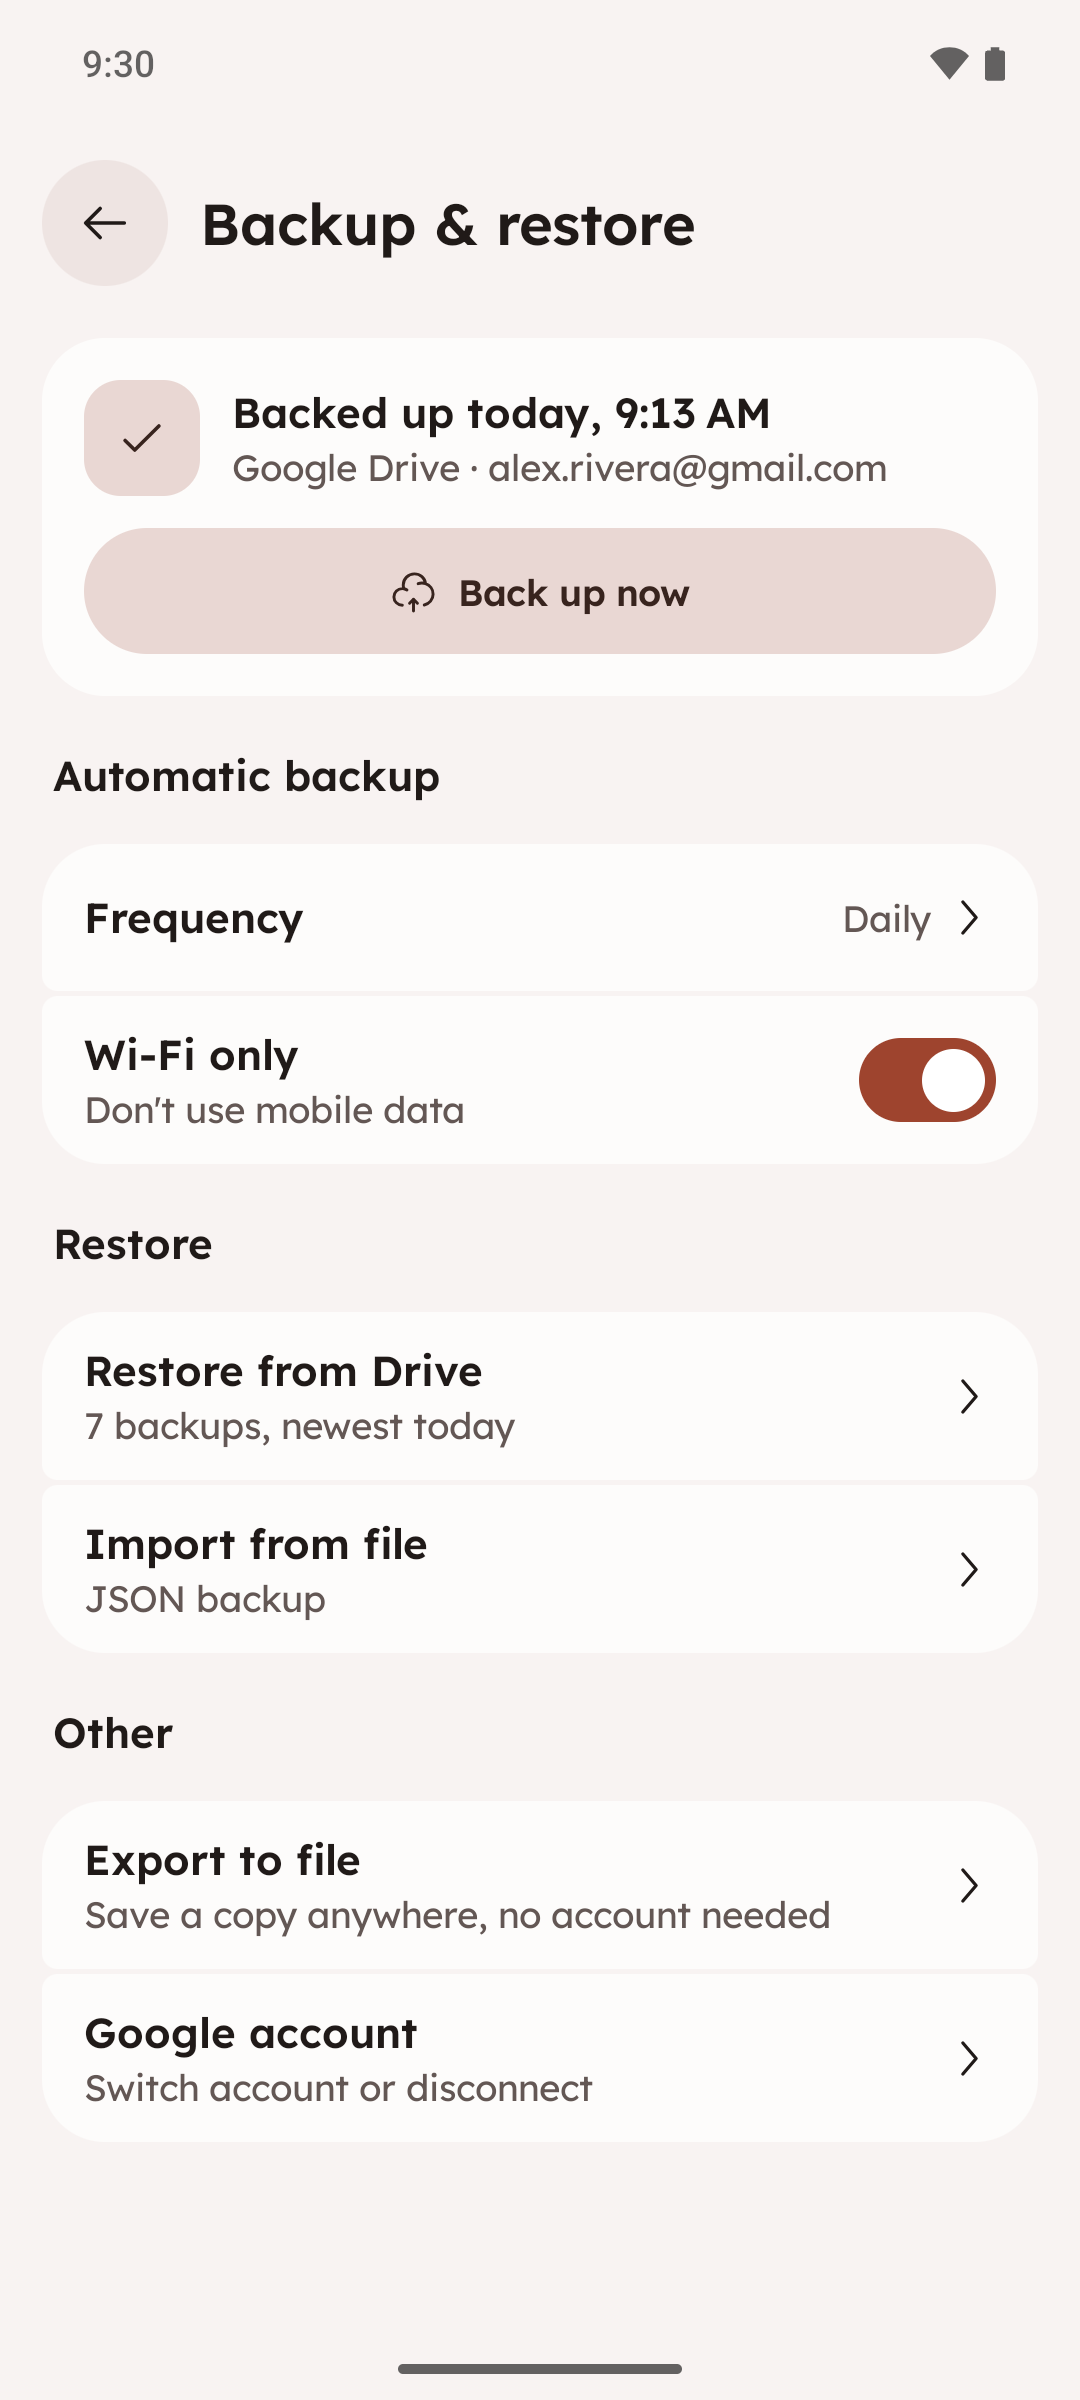 9:30
Backup & restore
Backed up today, 9:13 AM
Google Drive · alex.rivera@gmail.com
Back up now
Automatic backup
Frequency
Daily
Wi-Fi only
Don't use mobile data
Restore
Restore from Drive
7 backups, newest today
Import from file
JSON backup
Other
Export to file
Save a copy anywhere, no account needed
Google account
Switch account or disconnect